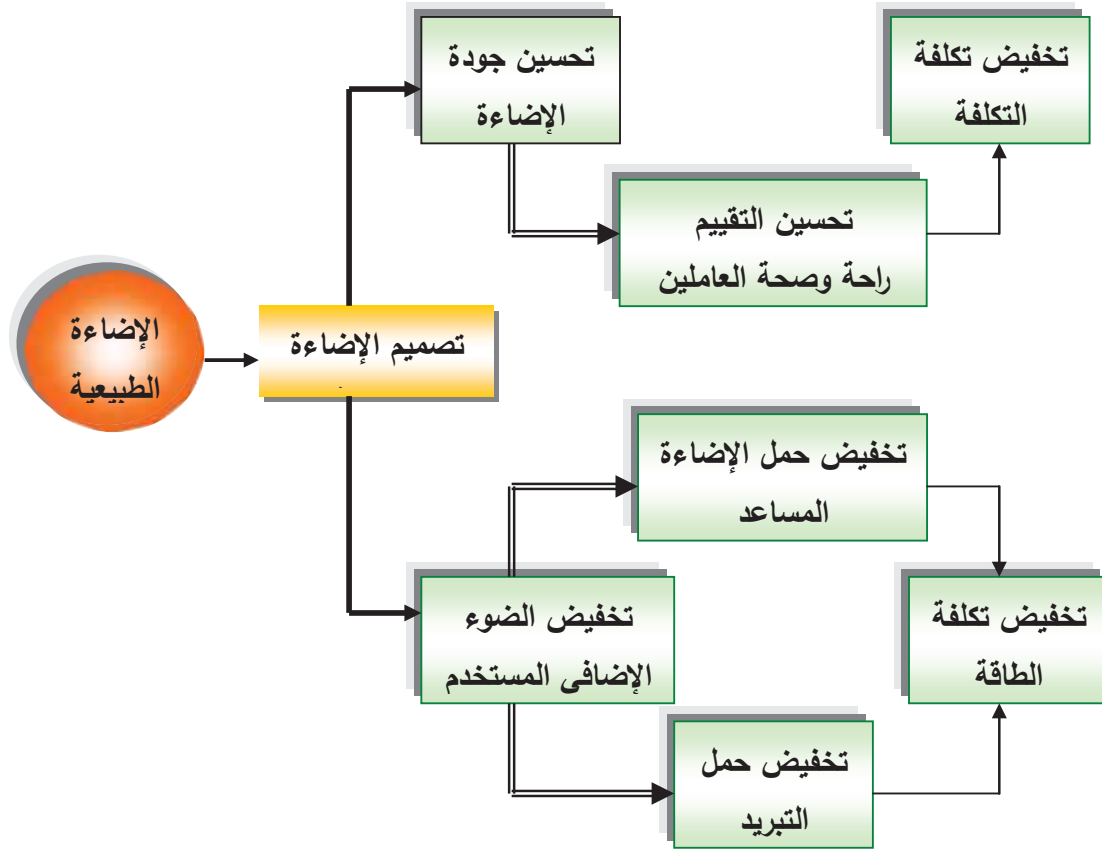 الإضاءة
الطبيعية
تصميم الإضاءة
تحسين جودة
الإضاءة
تحسين التقييم
راحة وصحة العاملين
تخفيض تكلفة
التكلفة
تخفيض الضوء
الإضافى المستخدم
تخفيض حمل الإضاءة
المساعد
تخفيض حمل
التبريد
تخفيض تكلفة
الطاقة